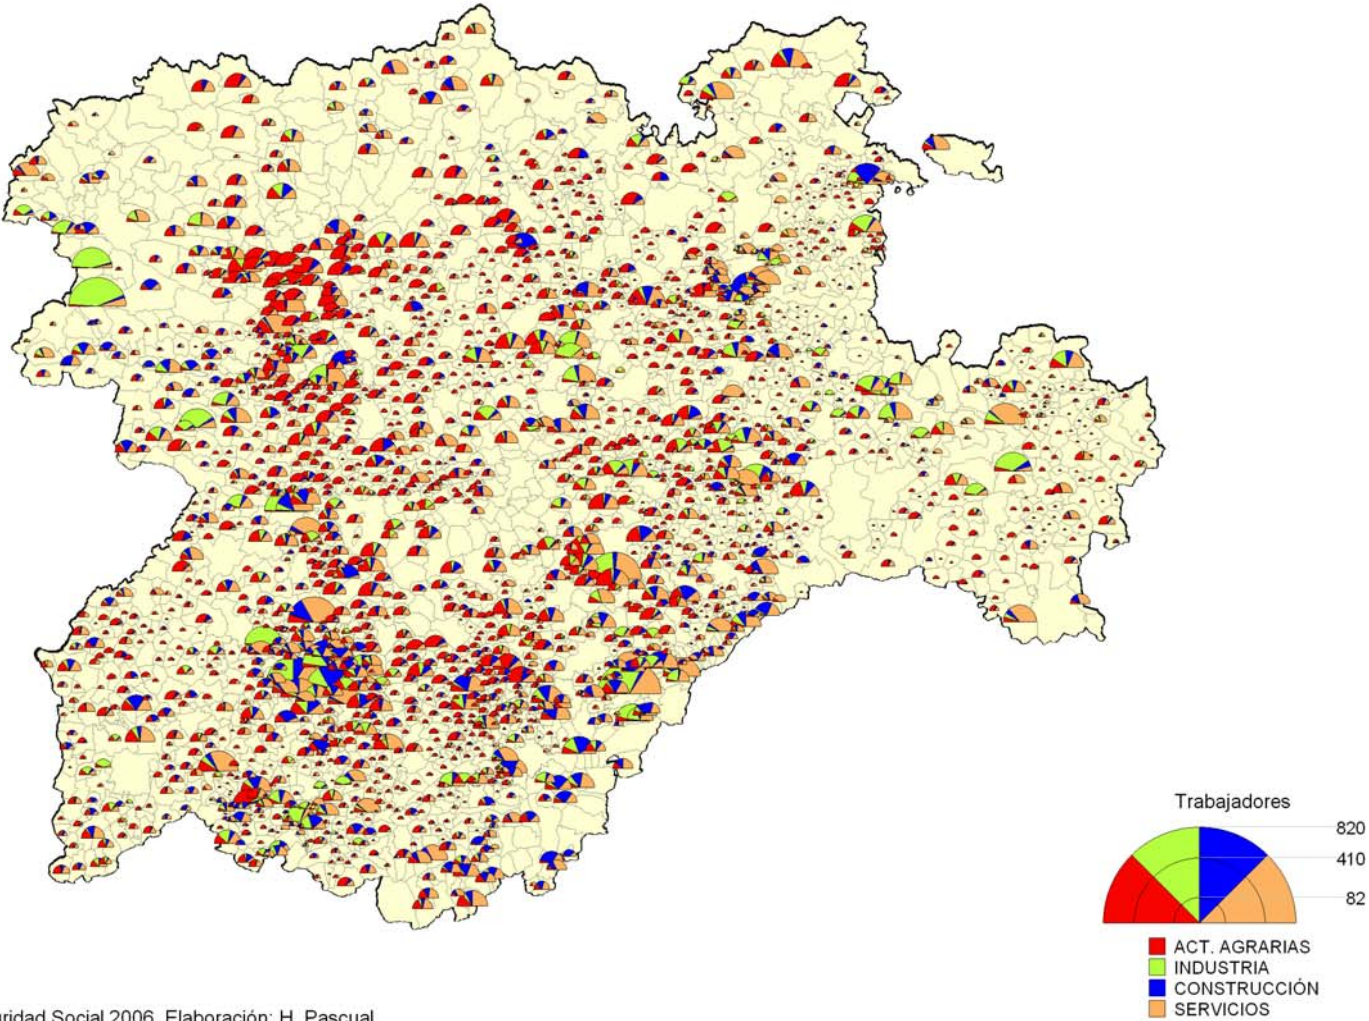 Trabajadores
820
410
82
ACT. AGRARIAS
INDUSTRIA
CONSTRUCCIÓN
SERVICIOS
Social 2006. Elaboración: H. Pascual